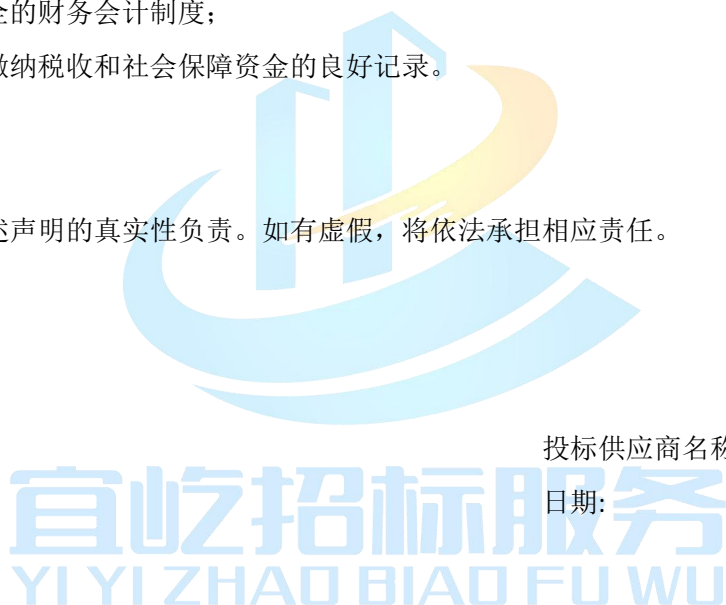 全的财务会计制度；
缴纳税收和社会保障资金的良好记录。
述声明的真实性负责。如有虚假，将依法承担相应责任。
投标供应商名称
日期:
宜屹招标服务
YI YI ZHAO BIAO FU WU